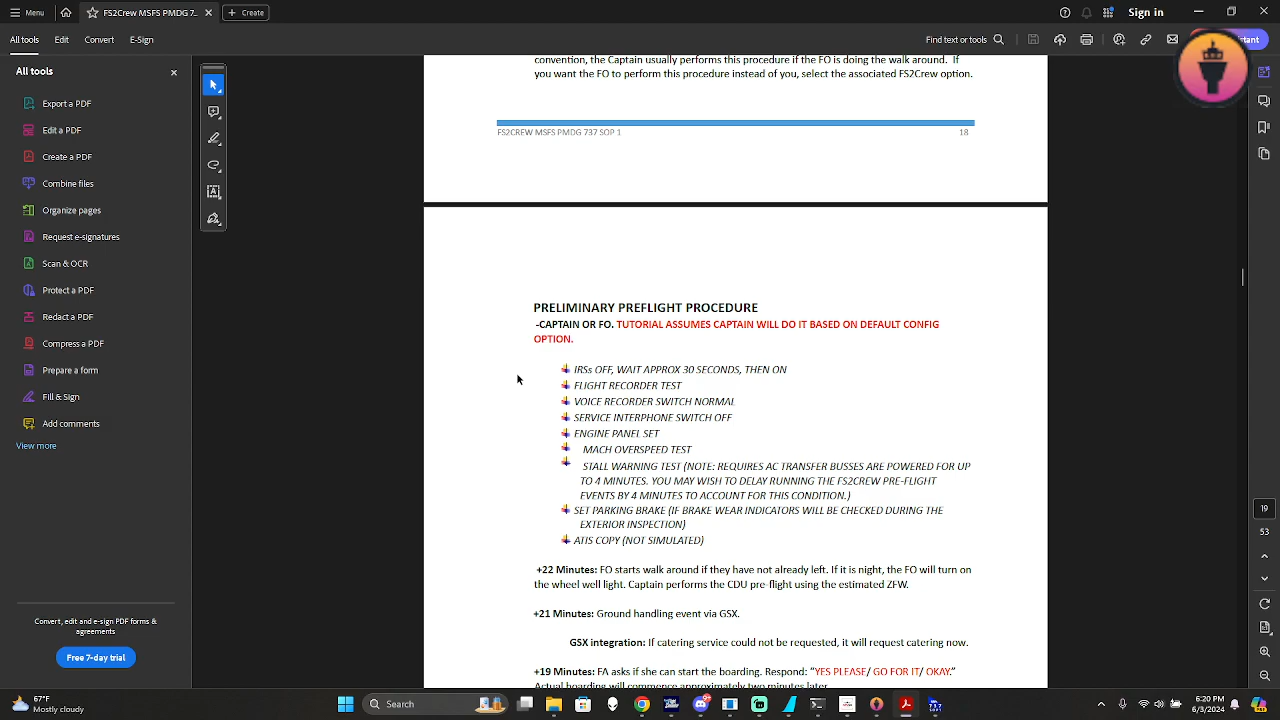 Menu
FS2Crew MSFS PMDG 7...
Create
Sign in
All tools
Edit
Convert
E-Sign
Find text or tools
All tools
Edit a PDF
Create a PDF
Combine files
Organize pages
Request e-signatures
Scan & OCR
Protect a PDF
Redact a PDF
Compress a PDF
Prepare a form
Fill & Sign
Add comments
View more
Convert, edit and e-sign PDF forms &
agreements
Free 7-day trial
convention, the Captain usually performs this procedure if the FO is doing the walk around. If
you want the FO to perform this procedure instead of you, select the associated FS2Crew option.
FS2CREW MSFS PMDG 737 SOP 1
18
PRELIMINARY PREFLIGHT PROCEDURE
-CAPTAIN OR FO. TUTORIAL ASSUMES CAPTAIN WILL DO IT BASED ON DEFAULT CONFIG
OPTION.
IRSs OFF, WAIT APPROX 30 SECONDS, THEN ON
FLIGHT RECORDER TEST
VOICE RECORDER SWITCH NORMAL
SERVICE INTERPHONE SWITCH OFF
ENGINE PANEL SET
MACH OVERSPEED TEST
STALL WARNING TEST (NOTE: REQUIRES AC TRANSFER BUSSES ARE POWERED FOR UP
TO 4 MINUTES. YOU MAY WISH TO DELAY RUNNING THE FS2CREW PRE-FLIGHT
EVENTS BY 4 MINUTES TO ACCOUNT FOR THIS CONDITION.)
SET PARKING BRAKE (IF BRAKE WEAR INDICATORS WILL BE CHECKED DURING THE
EXTERIOR INSPECTION)
ATIS COPY (NOT SIMULATED)
+22 Minutes: FO starts walk around if they have not already left. If it is night, the FO will turn on
the wheel well light. Captain performs the CDU pre-flight using the estimated ZFW.
+21 Minutes: Ground handling event via GSX.
GSX integration: If catering service could not be requested, it will request catering now.
+19 Minutes: FA asks if she can start the boarding. Respond: "YES PLEASE/ GO FOR IT/ OKAY."
Actual boarding will commence approximately two minutes later.
19
53
67°F
Mostly cloudy
Search
6:20 PM
6/9/2024